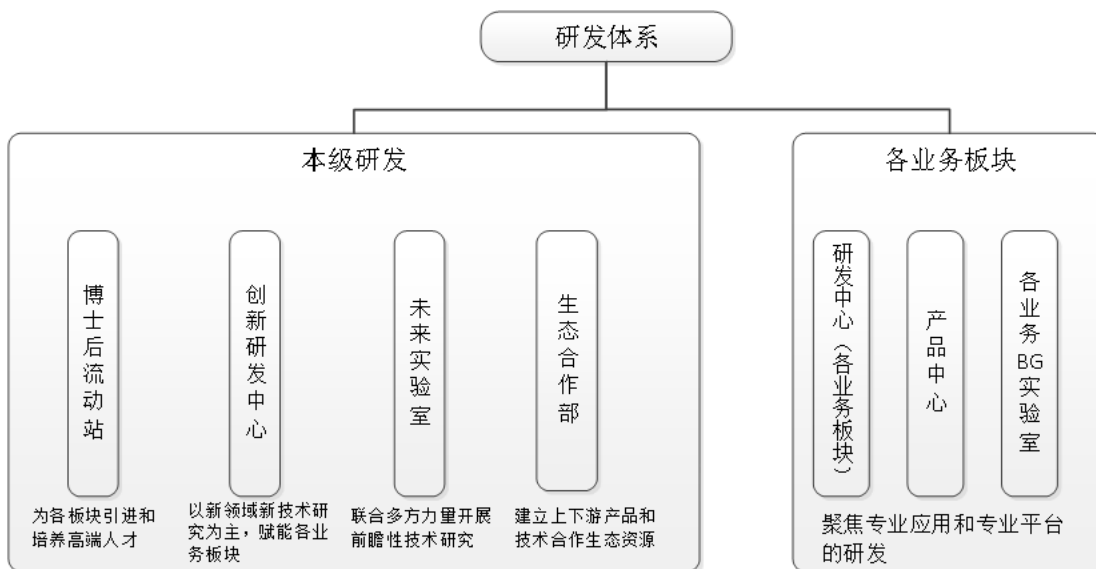 研发体系
本级研发
各业务板块
博士后流动站
创新研发中心
未来实验室
生态合作部
研发中心（各业务板块）
产品中心
各业务BG实验室
为各板块引进和
培养高端人才
以新领域新技术研
究为主，赋能各业
务板块
联合多方力量开展
前瞻性技术研究
建立上下游产品和
技术合作生态资源
聚焦专业应用和专业平台
的研发